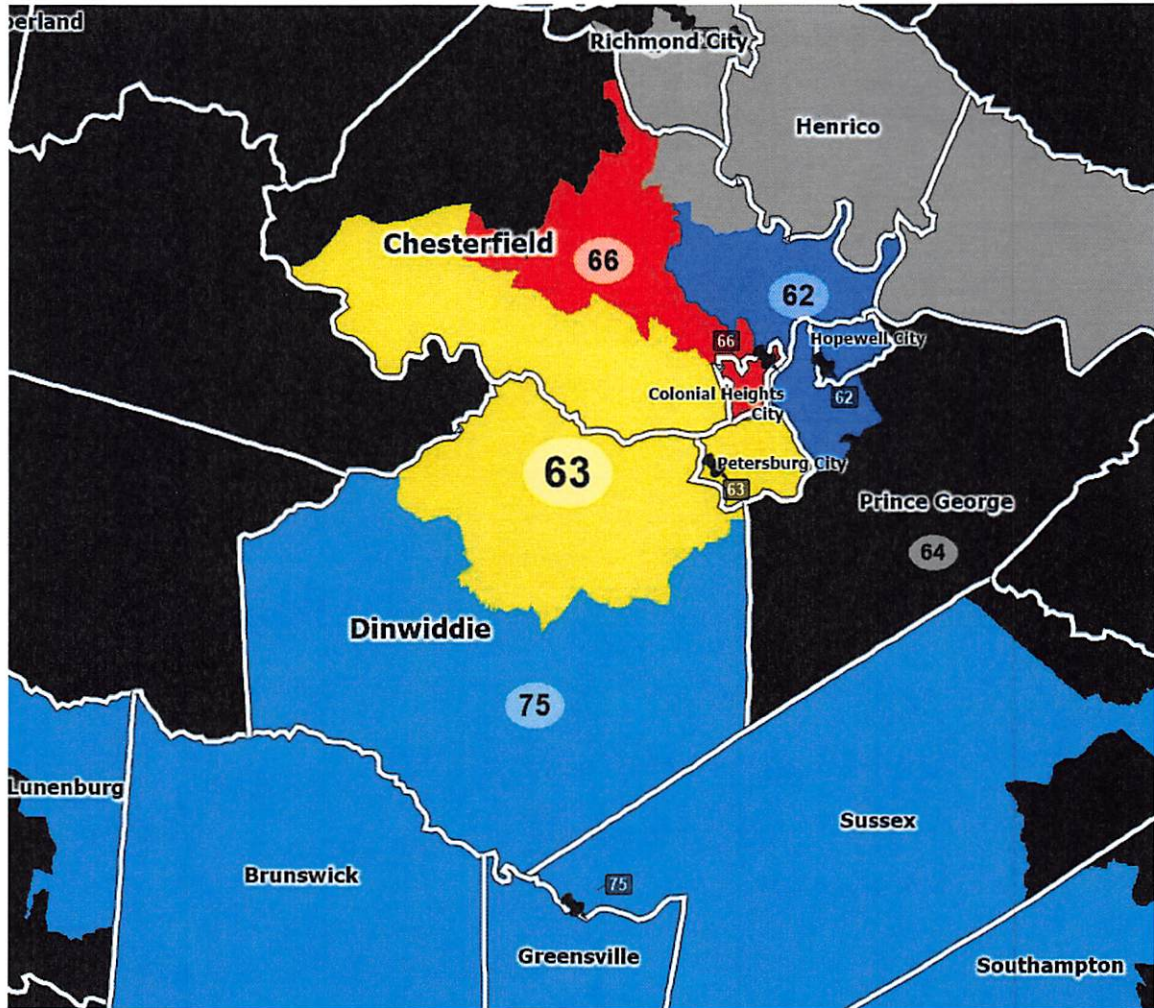 berland
Richmond City
Henrico
Chesterfield
66
62
66
Hopewell City
Colonial Heights
City
62
63
Petersburg City
63
Prince George
64
Dinwiddie
75
Lunenburg
Sussex
Brunswick
75
Greensville
Southampton